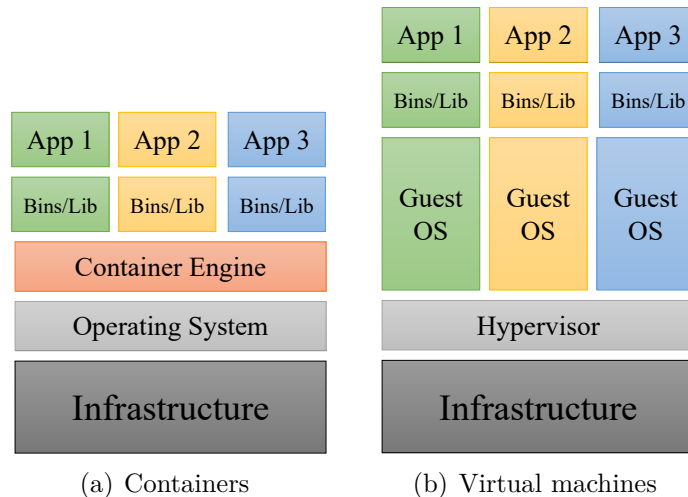 App 1
App 2
App 3
Bins/Lib
Bins/Lib
Bins/Lib
Container Engine
Operating System
Infrastructure
(a) Containers
App 1
App 2
App 3
Bins/Lib
Bins/Lib
Bins/Lib
Guest
OS
Guest
OS
Guest
OS
Hypervisor
Infrastructure
(b) Virtual machines